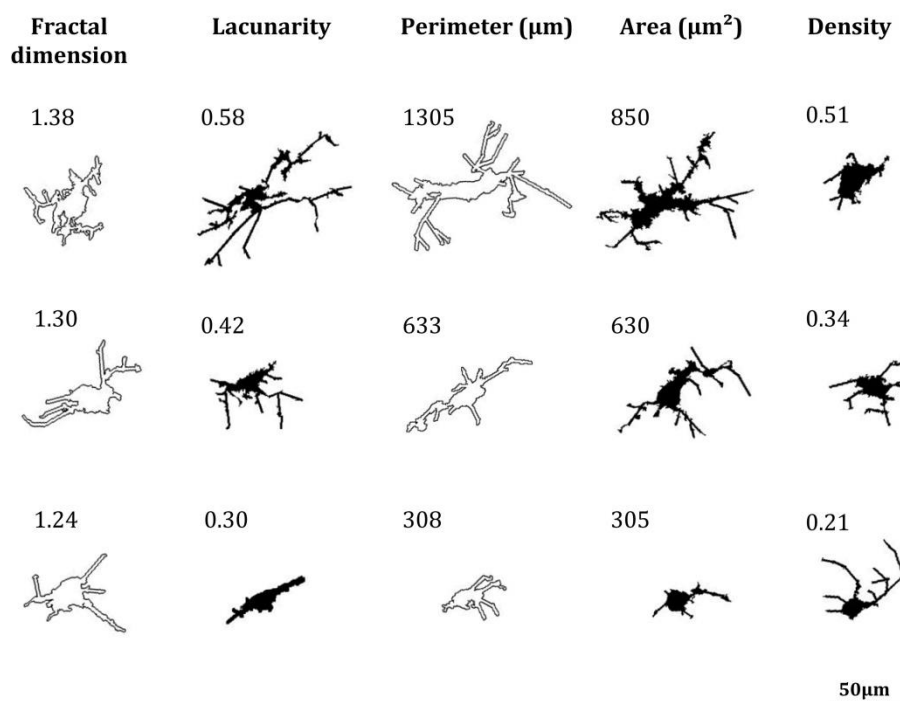 Fractal dimension Lacunarity Perimeter (μm) Area (μm²) Density
1.38 0.58 1305 850 0.51
1.30 0.42 633 630 0.34
1.24 0.30 308 305 0.21
50μm